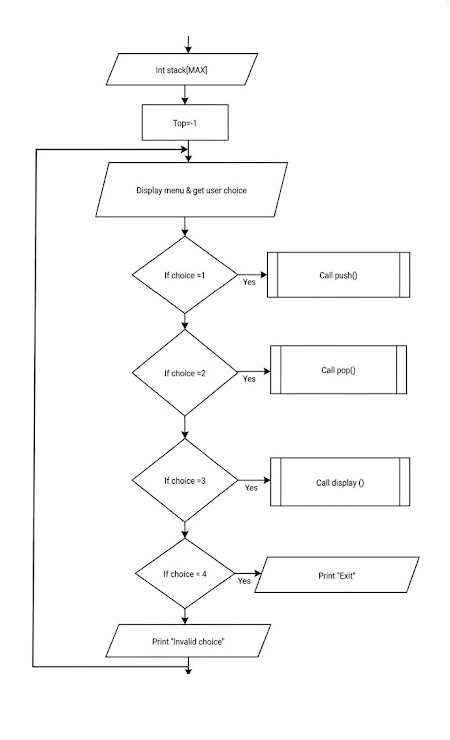 Int stack[MAX]
Top=-1
Display menu & get user choice
If choice =1
Yes
Call push()
If choice =2
Yes
Call pop()
If choice =3
Yes
Call display ()
If choice = 4
Yes
Print "Exit"
Print "Invalid choice"